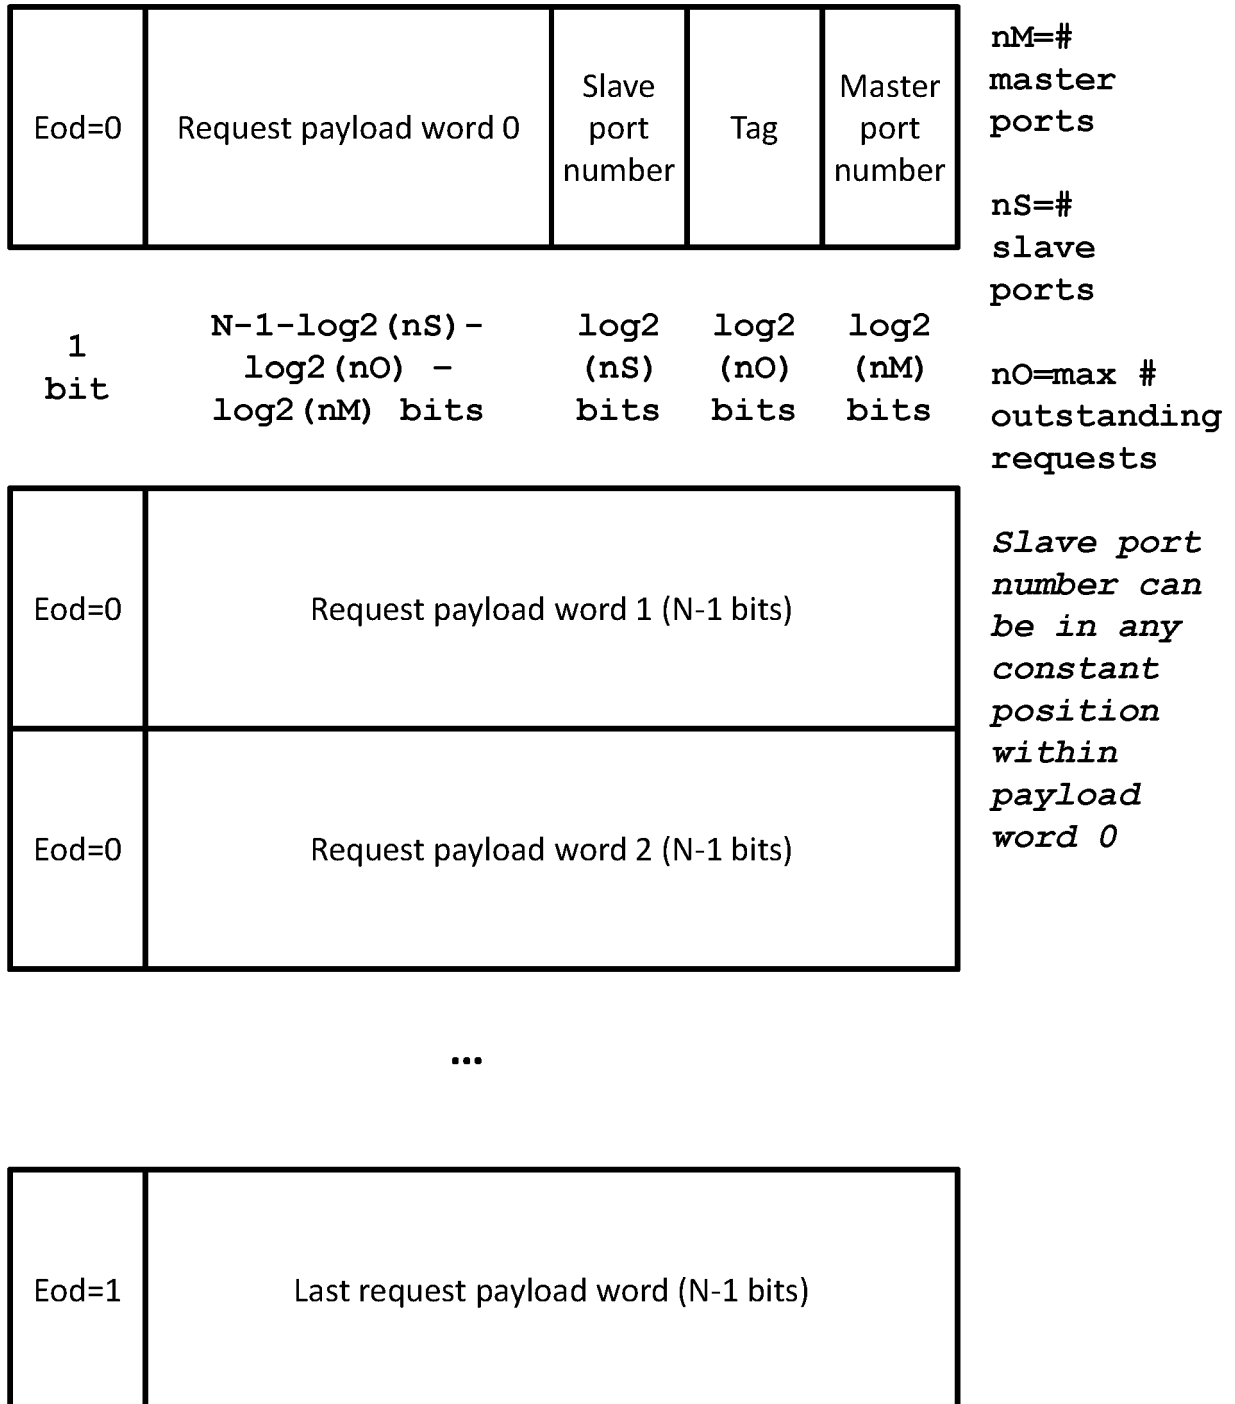 Eod=0
Request payload word 0
Slave
port
number
Tag
Master
port
number
1
bit
N-1-log2(nS)-
log2(nO) -
log2(nM) bits
log2
(nS)
bits
log2
(nO)
bits
log2
(nM)
bits
nM=#
master
ports
nS=#
slave
ports
nO=max #
outstanding
requests
Slave port
number can
be in any
constant
position
within
payload
word 0
Eod=0
Request payload word 1 (N-1 bits)
Eod=0
Request payload word 2 (N-1 bits)
...
Eod=1
Last request payload word (N-1 bits)